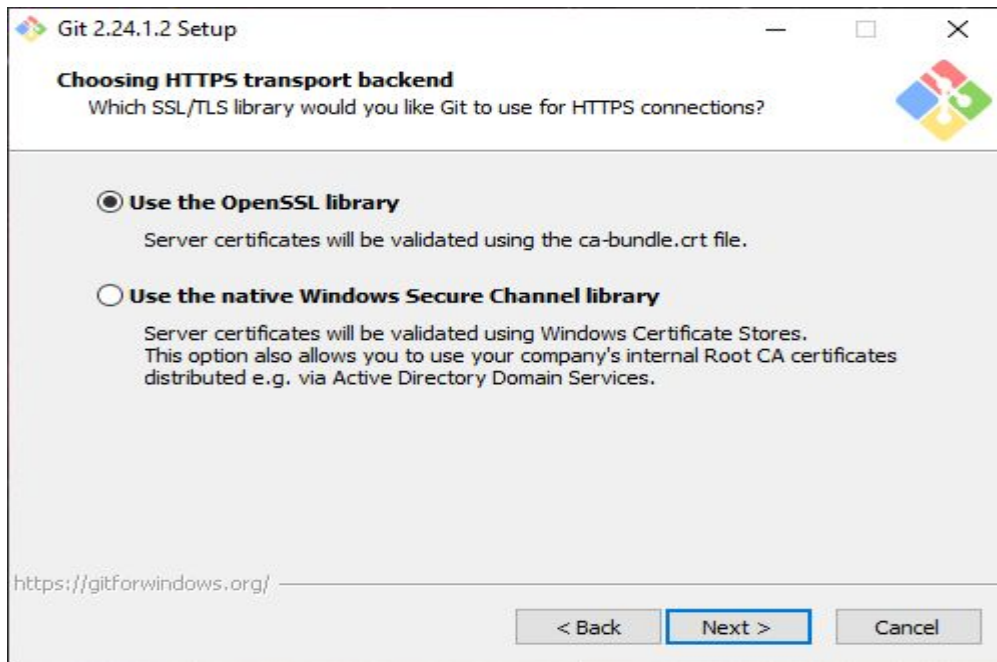 Git 2.24.1.2 Setup
Choosing HTTPS transport backend
Which SSL/TLS library would you like Git to use for HTTPS connections?
Use the OpenSSL library
Server certificates will be validated using the ca-bundle.crt file.
Use the native Windows Secure Channel library
Server certificates will be validated using Windows Certificate Stores.
This option also allows you to use your company's internal Root CA certificates
distributed e.g. via Active Directory Domain Services.
https://gitforwindows.org/
< Back Next > Cancel